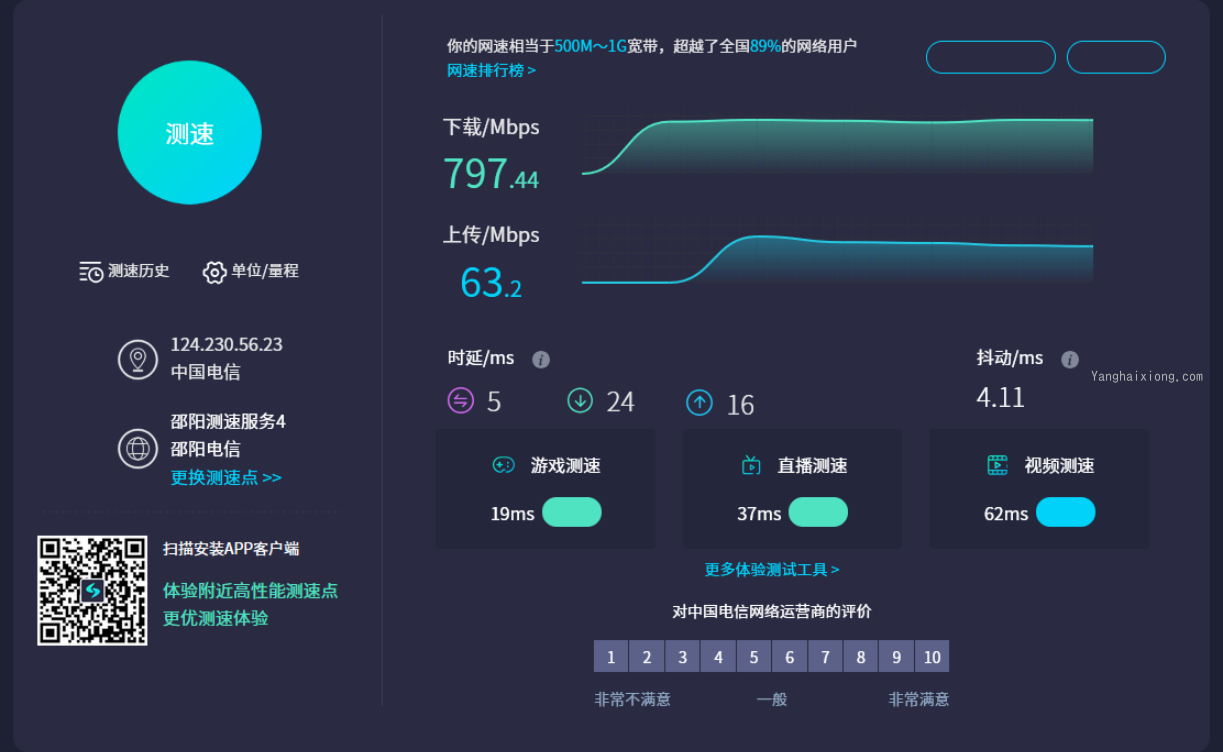 测速
测速历史
单位/量程
124.230.56.23
中国电信
邵阳测速服务4
邵阳电信
更换测速点 >>
扫描安装APP客户端
体验附近高性能测速点
更优测速体验
你的网速相当于500M～1G宽带，超越了全国89%的网络用户
网速排行榜 >
下载/Mbps
797.44
上传/Mbps
63.2
时延/ms
5
24
16
抖动/ms
4.11
Yanghaixiong.com
游戏测速
19ms
直播测速
37ms
视频测速
62ms
更多体验测试工具 >
对中国电信网络运营商的评价
1 2 3 4 5 6 7 8 9 10
非常不满意 一般 非常满意